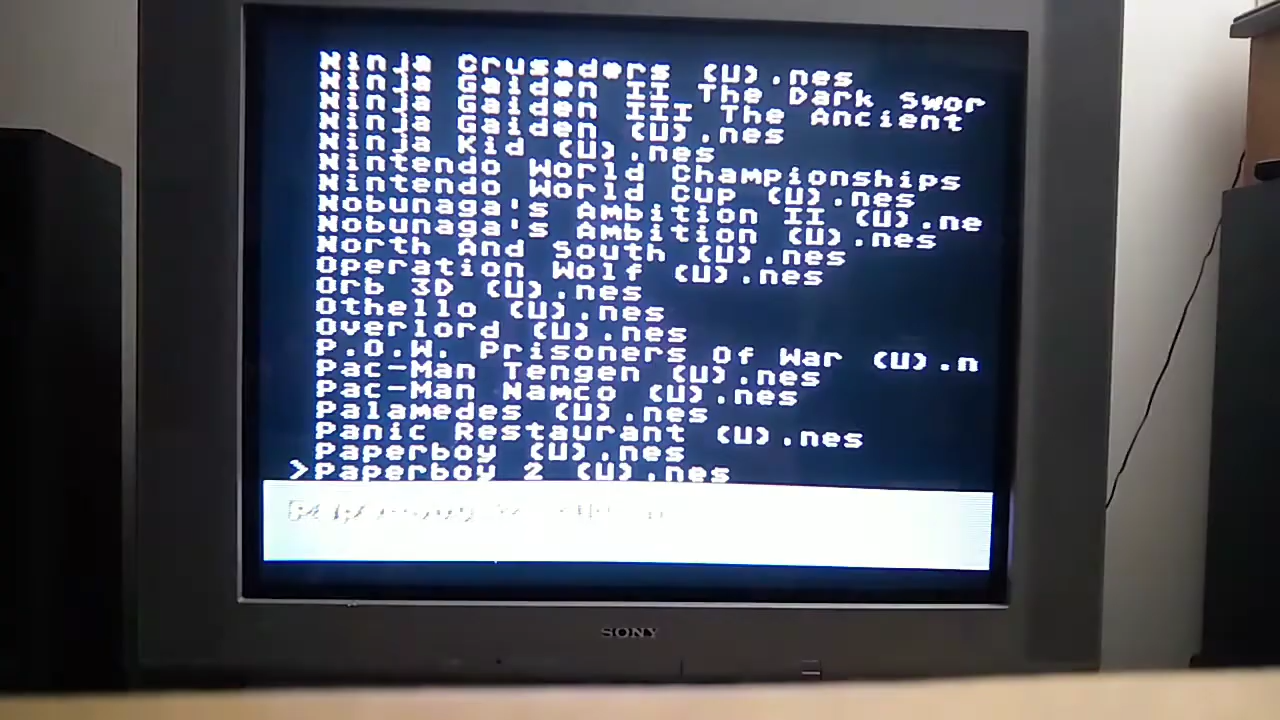 Ninja Crusaders (U).nes
Ninja Gaiden II The Dark Swor
Ninja Gaiden III The Ancient
Ninja Gaiden (U).nes
Ninja Kid (U).nes
Nintendo World Championships
Nintendo World Cup (U).nes
Nobunaga's Ambition II (U).ne
Nobunaga's Ambition (U).nes
North And South (U).nes
Operation Wolf (U).nes
Orb 3D (U).nes
Othello (U).nes
Overlord (U).nes
P.O.W. Prisoners Of War (U).n
Pac-Man Tengen (U).nes
Pac-Man Namco (U).nes
Palamedes (U).nes
Panic Restaurant (U).nes
Paperboy (U).nes
>Paperboy 2 (U).nes
SONY